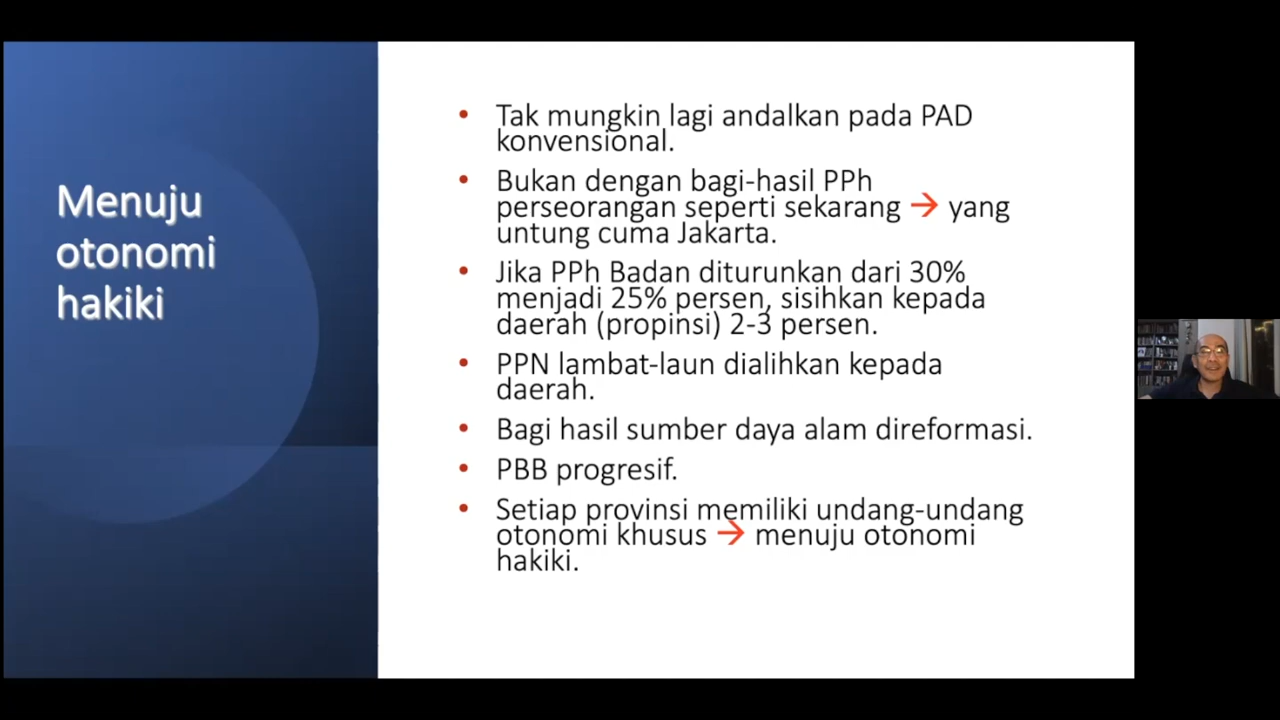 Menuju
otonomi
hakiki
• Tak mungkin lagi andalkan pada PAD
konvensional.
• Bukan dengan bagi-hasil PPh
perseorangan seperti sekarang → yang
untung cuma Jakarta.
• Jika PPh Badan diturunkan dari 30%
menjadi 25% persen, sisihkan kepada
daerah (propinsi) 2-3 persen.
• PPN lambat-laun dialihkan kepada
daerah.
• Bagi hasil sumber daya alam direformasi.
• PBB progresif.
• Setiap provinsi memiliki undang-undang
otonomi khusus → menuju otonomi
hakiki.